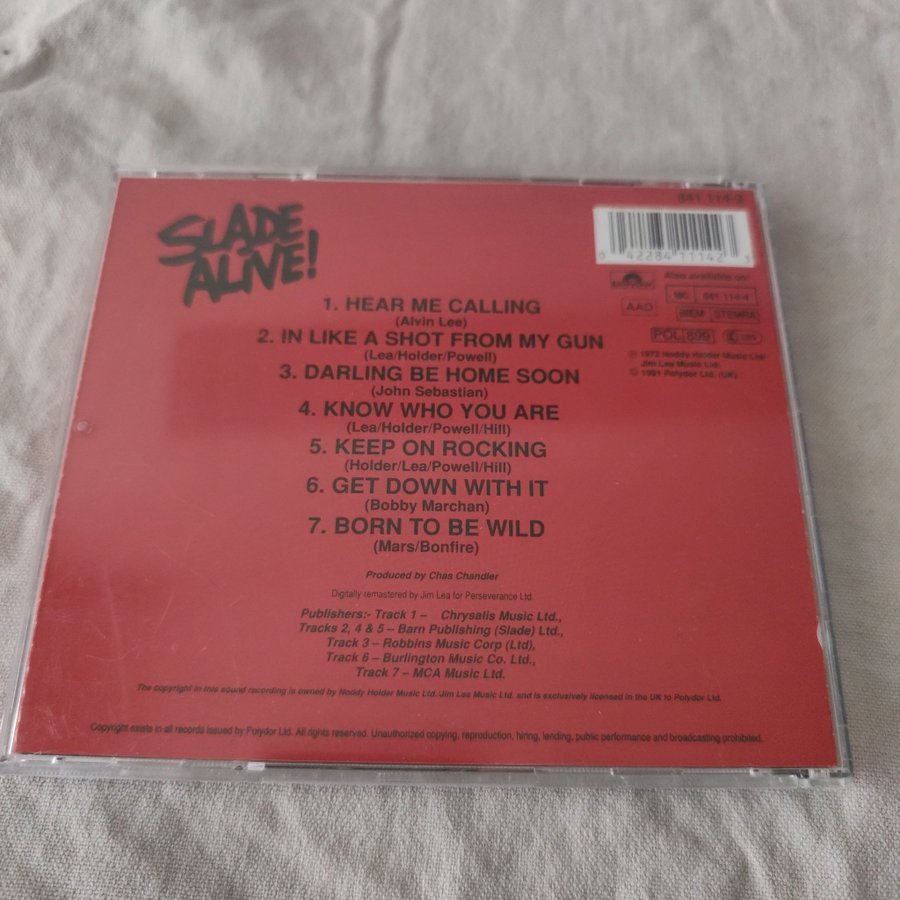 SLADE
ALIVE!
841 114-2
0 42284 11142 3
Also available on:
AAD
MC 841 114-4
BIEM STEMRA
POL 899
℗ 1972 Noddy Holder Music Ltd/
Jim Lea Music Ltd.
© 1991 Polydor Ltd. (UK)
1. HEAR ME CALLING
(Alvin Lee)
2. IN LIKE A SHOT FROM MY GUN
(Lea/Holder/Powell)
3. DARLING BE HOME SOON
(John Sebastian)
4. KNOW WHO YOU ARE
(Lea/Holder/Powell/Hill)
5. KEEP ON ROCKING
(Holder/Lea/Powell/Hill)
6. GET DOWN WITH IT
(Bobby Marchan)
7. BORN TO BE WILD
(Mars/Bonfire)
Produced by Chas Chandler
Digitally remastered by Jim Lea for Perseverance Ltd.
Publishers:- Track 1 – Chrysalis Music Ltd.,
Tracks 2, 4 & 5 – Barn Publishing (Slade) Ltd.,
Track 3 – Robbins Music Corp (Ltd),
Track 6 – Burlington Music Co. Ltd.,
Track 7 – MCA Music Ltd.
The copyright in this sound recording is owned by Noddy Holder Music Ltd./Jim Lea Music Ltd. and is exclusively licensed in the UK to Polydor Ltd.
Copyright exists in all records issued by Polydor Ltd. All rights reserved. Unauthorized copying, reproduction, hiring, lending, public performance and broadcasting prohibited.